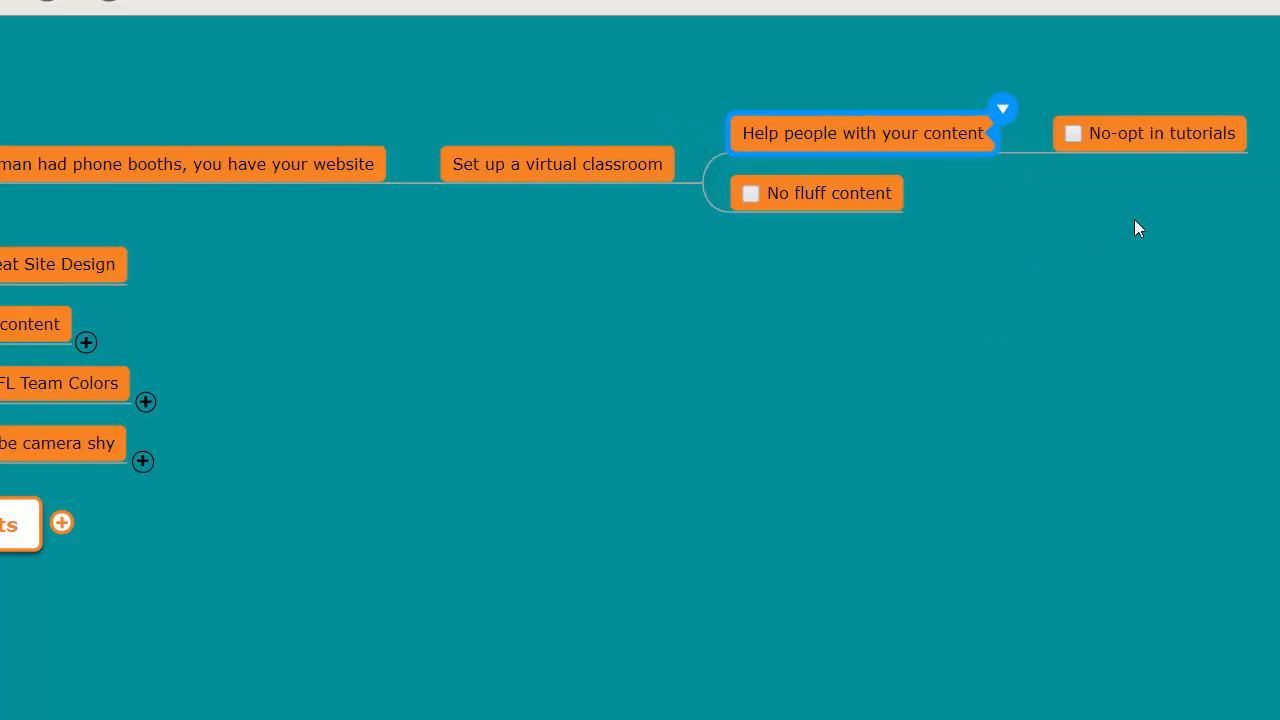 Help people with your content
No-opt in tutorials
man had phone booths, you have your website
Set up a virtual classroom
No fluff content
eat Site Design
content
FL Team Colors
be camera shy
ts